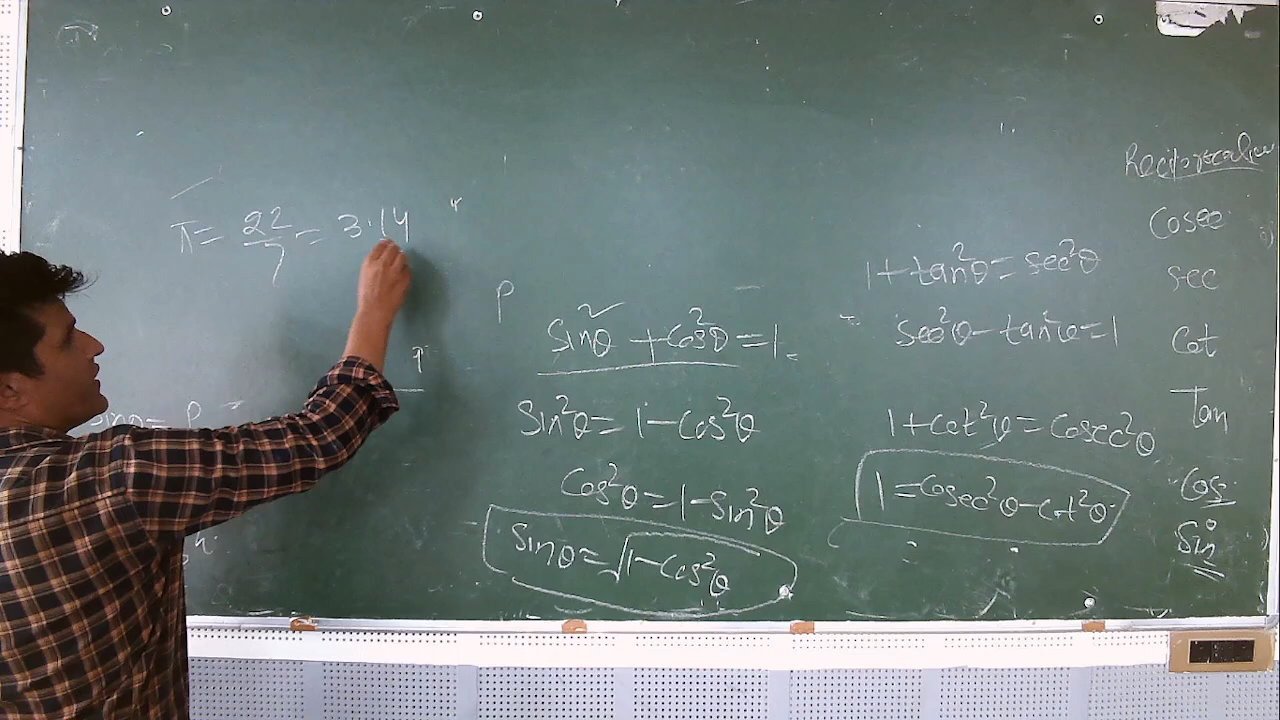 π = 22/7 = 3.14
P
sinθ = P
sin²θ + cos²θ = 1
sin²θ = 1 - cos²θ
cos²θ = 1 - sin²θ
sinθ = √1 - cos²θ
1 + tan²θ = sec²θ
sec²θ - tan²θ = 1
1 + cot²θ = cosec²θ
1 = cosec²θ - cot²θ
Cosec
sec
Cot
Tan
Cos
Sin